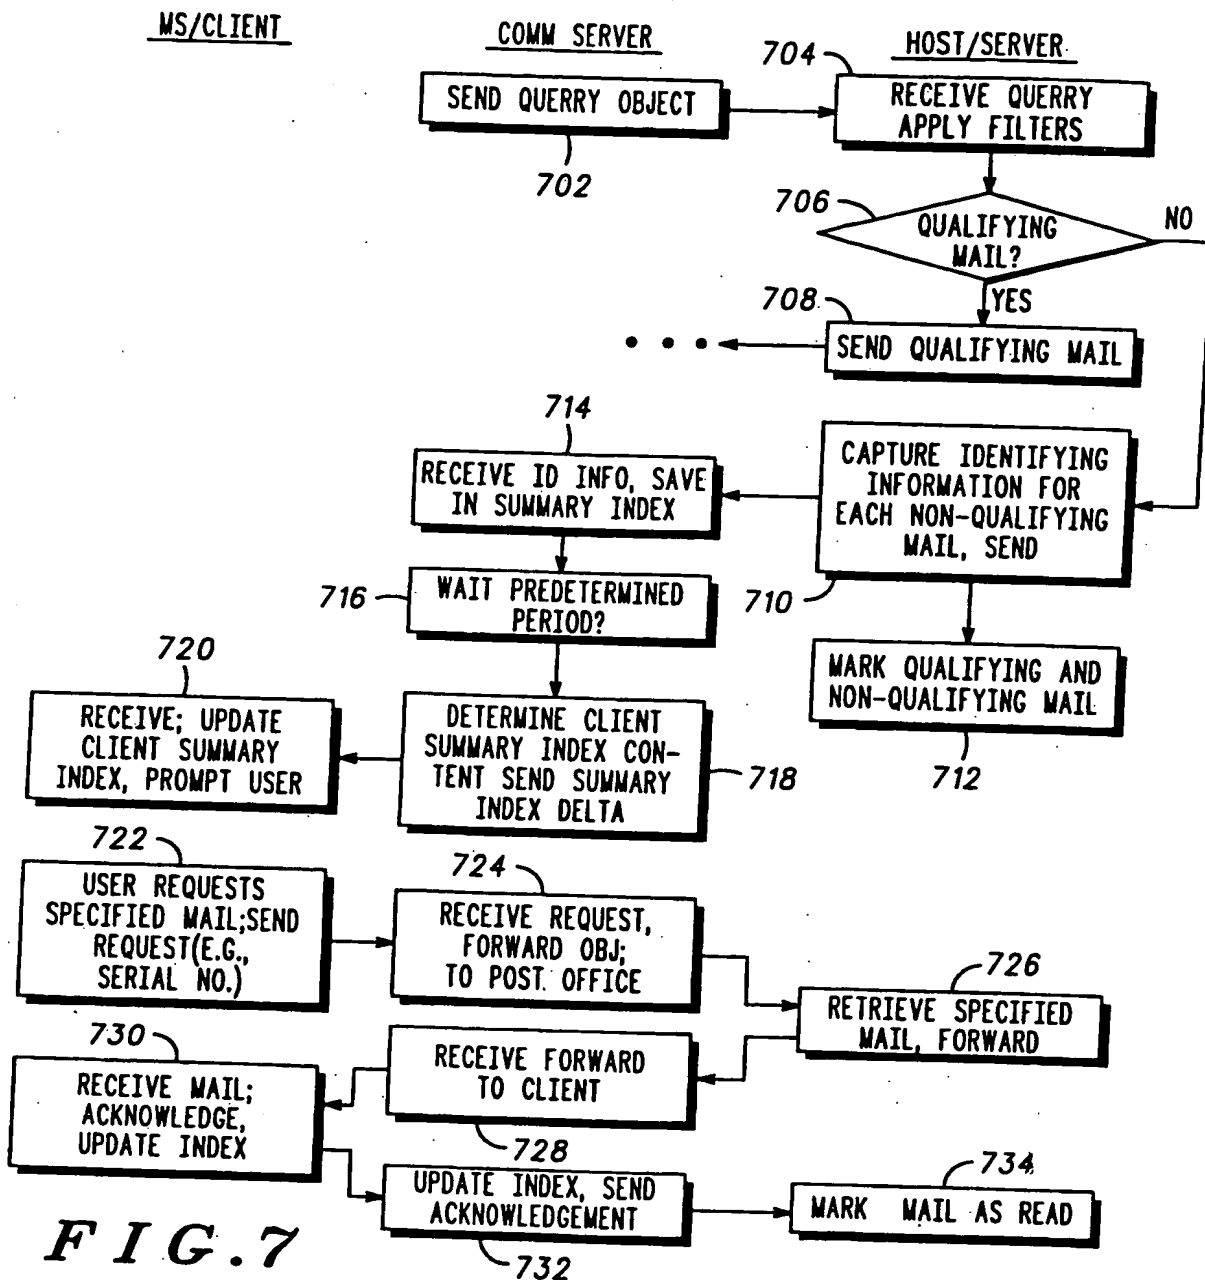 MS/CLIENT
COMM SERVER
HOST/SERVER
704
SEND QUERRY OBJECT
702
RECEIVE QUERRY
APPLY FILTERS
706
QUALIFYING
MAIL?
NO
YES
708
SEND QUALIFYING MAIL
714
RECEIVE ID INFO, SAVE
IN SUMMARY INDEX
CAPTURE IDENTIFYING
INFORMATION FOR
EACH NON-QUALIFYING
MAIL, SEND
710
716
WAIT PREDETERMINED
PERIOD?
MARK QUALIFYING AND
NON-QUALIFYING MAIL
712
720
RECEIVE; UPDATE
CLIENT SUMMARY
INDEX, PROMPT USER
DETERMINE CLIENT
SUMMARY INDEX CON-
TENT SEND SUMMARY
INDEX DELTA
718
722
USER REQUESTS
SPECIFIED MAIL;SEND
REQUEST(E.G.,
SERIAL NO.)
724
RECEIVE REQUEST,
FORWARD OBJ;
TO POST OFFICE
726
RETRIEVE SPECIFIED
MAIL, FORWARD
730
RECEIVE MAIL;
ACKNOWLEDGE,
UPDATE INDEX
RECEIVE FORWARD
TO CLIENT
728
UPDATE INDEX, SEND
ACKNOWLEDGEMENT
732
734
MARK MAIL AS READ
FIG.7